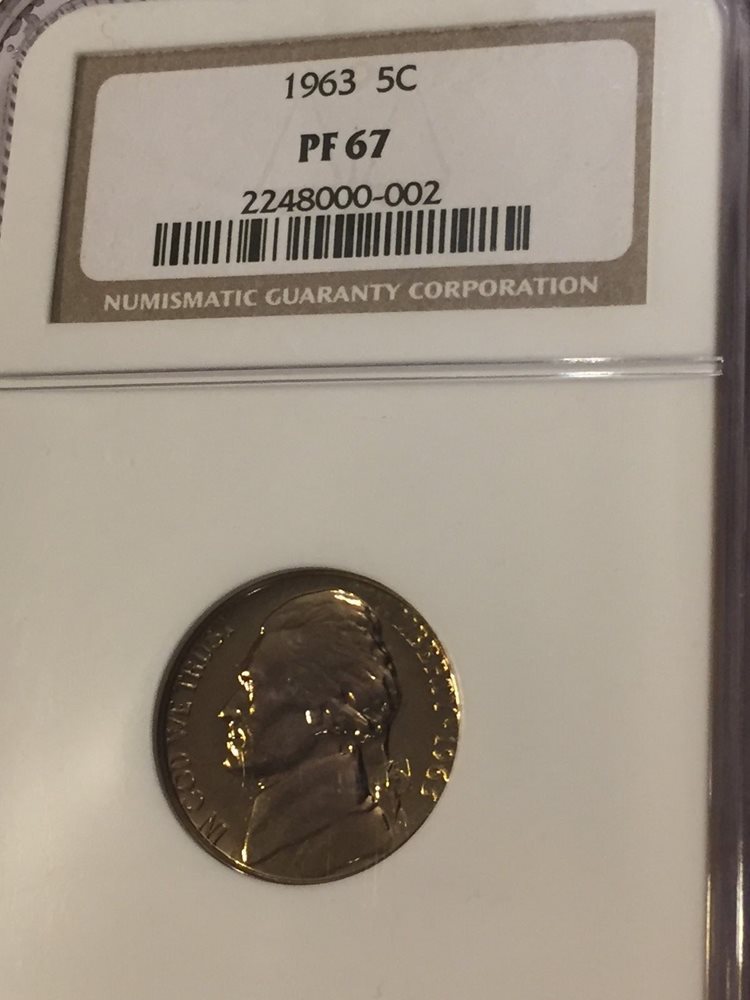 1963 5C
PF 67
2248000-002
NUMISMATIC GUARANTY CORPORATION
IN GOD WE TRUST
LIBERTY 1963